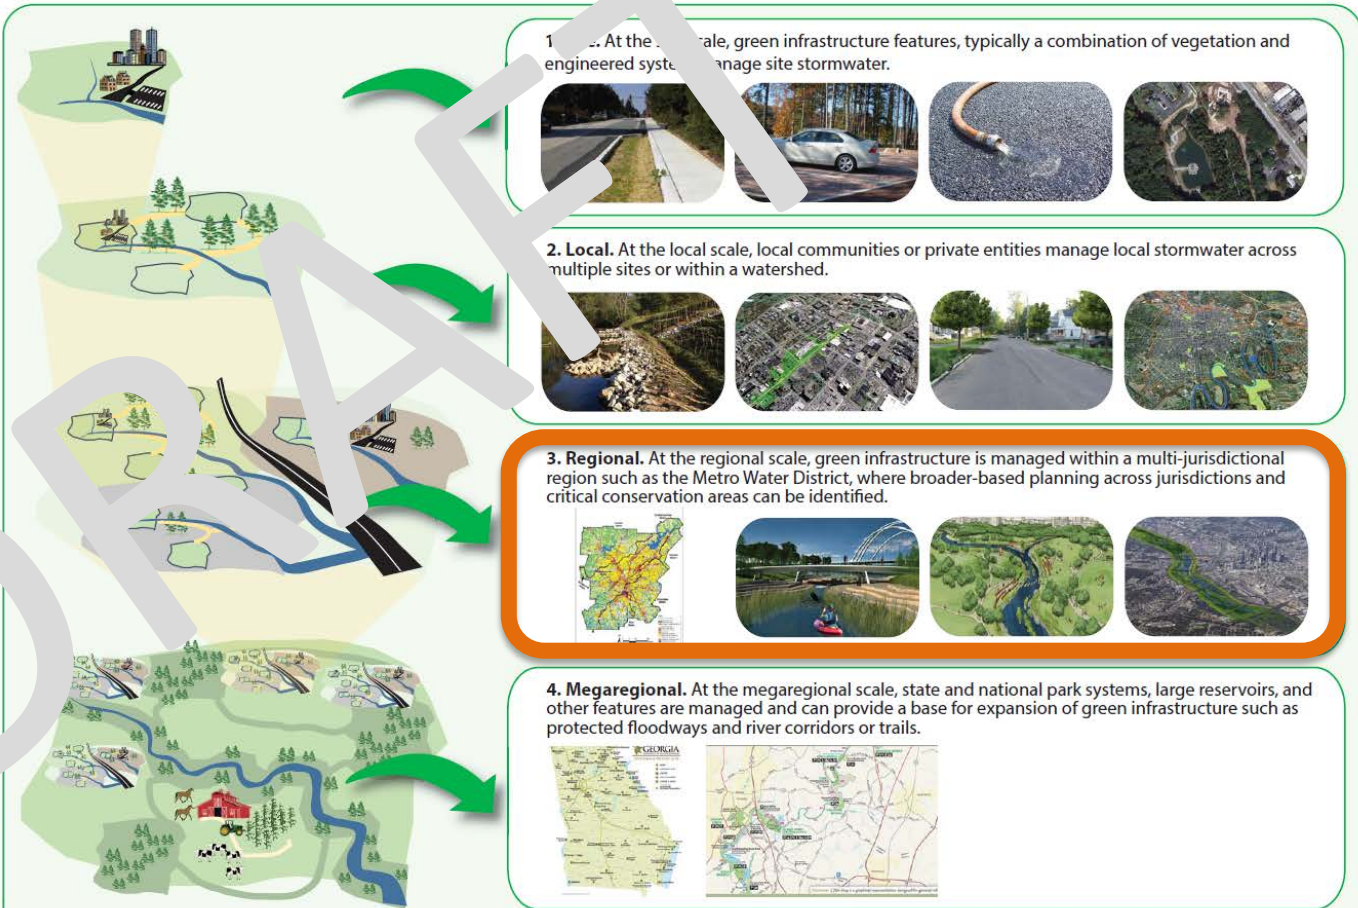 At the scale, green infrastructure features, typically a combination of vegetation and
engineered manage site stormwater.
2. Local. At the local scale, local communities or private entities manage local stormwater across
multiple sites or within a watershed.
3. Regional. At the regional scale, green infrastructure is managed within a multi-jurisdictional
region such as the Metro Water District, where broader-based planning across jurisdictions and
critical conservation areas can be identified.
4. Megaregional. At the megaregional scale, state and national park systems, large reservoirs, and
other features are managed and can provide a base for expansion of green infrastructure such as
protected floodways and river corridors or trails.
GEORGIA
DRAFT